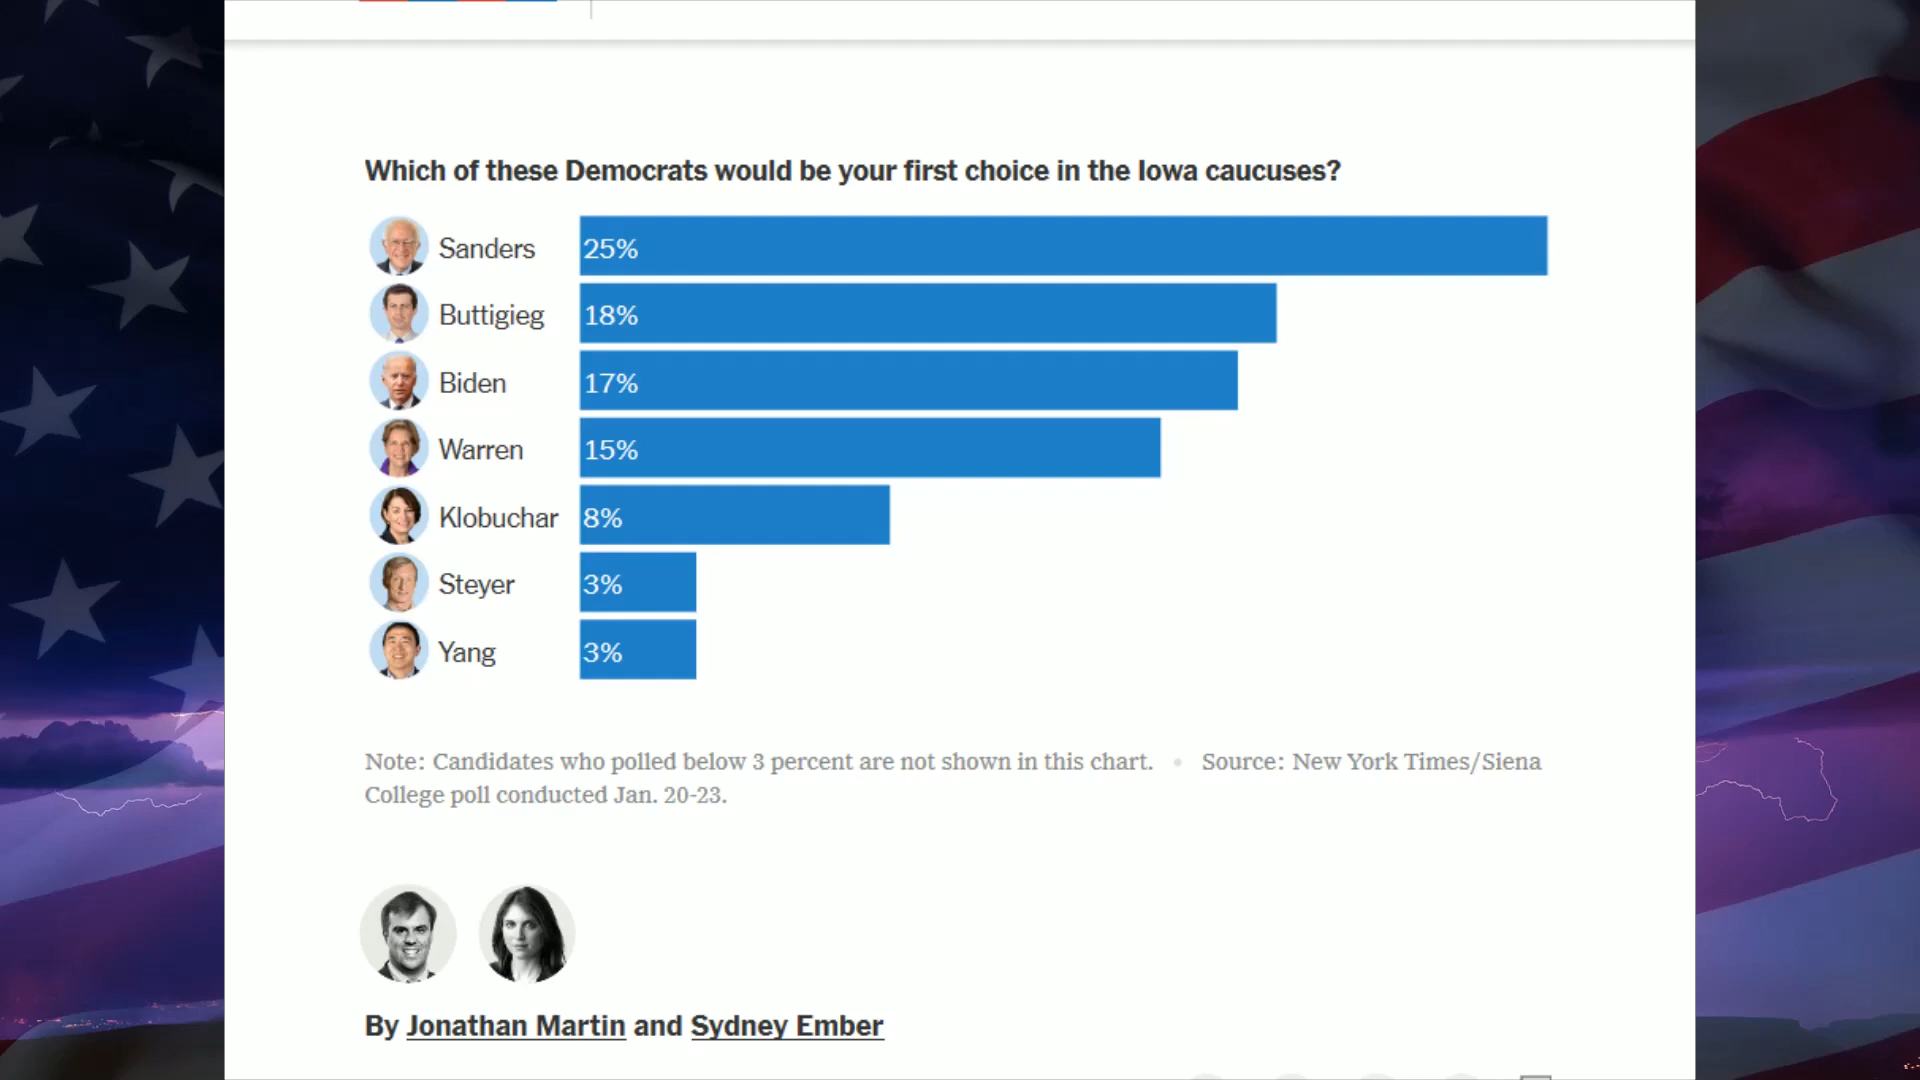 Which of these Democrats would be your first choice in the Iowa caucuses?
Sanders 25%
Buttigieg 18%
Biden 17%
Warren 15%
Klobuchar 8%
Steyer 3%
Yang 3%
Note: Candidates who polled below 3 percent are not shown in this chart. • Source: New York Times/Siena
College poll conducted Jan. 20-23.
By Jonathan Martin and Sydney Ember